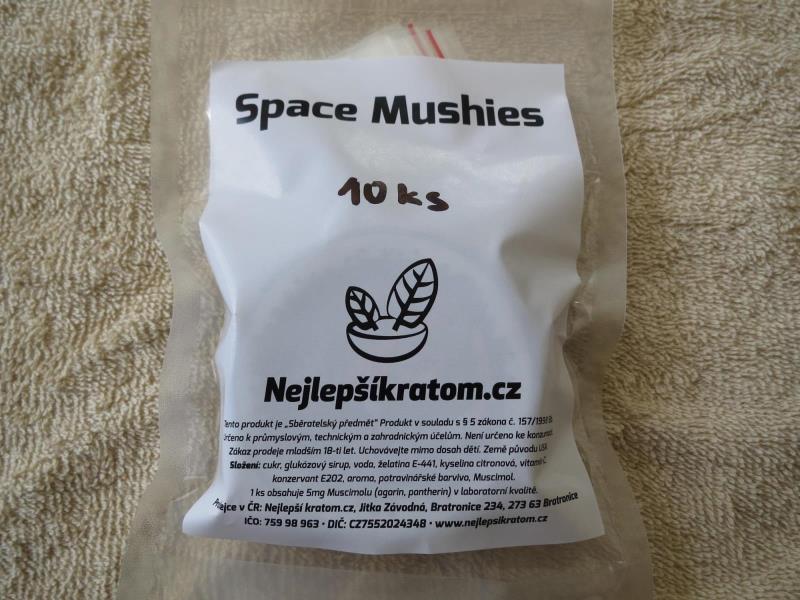 Space Mushies
10 ks
Nejlepšíkratom.cz
Tento produkt je „Sběratelský předmět" Produkt v souladu s § 5 zákona č. 157/1998
Určeno k průmyslovým, technickým a zahradnickým účelům. Není určeno ke
Zákaz prodeje mladším 18-ti let. Uchovávejte mimo dosah dětí. Země původu USA
Složení: cukr, glukózový sirup, voda, želatina E-441, kyselina citronová, vitamín C
konzervant E202, aroma, potravinářské barvivo, Muscimol.
1 ks obsahuje 5mg Muscimolu (agarin, pantherin) v laboratorní kvalitě.
v ČR: Nejlepší kratom.cz, Jitka Závodná, Bratronice 234, 273 63 Bratronice
IČO: 759 98 963 • DIČ: CZ7552024348 • www.nejlepsikratom.cz